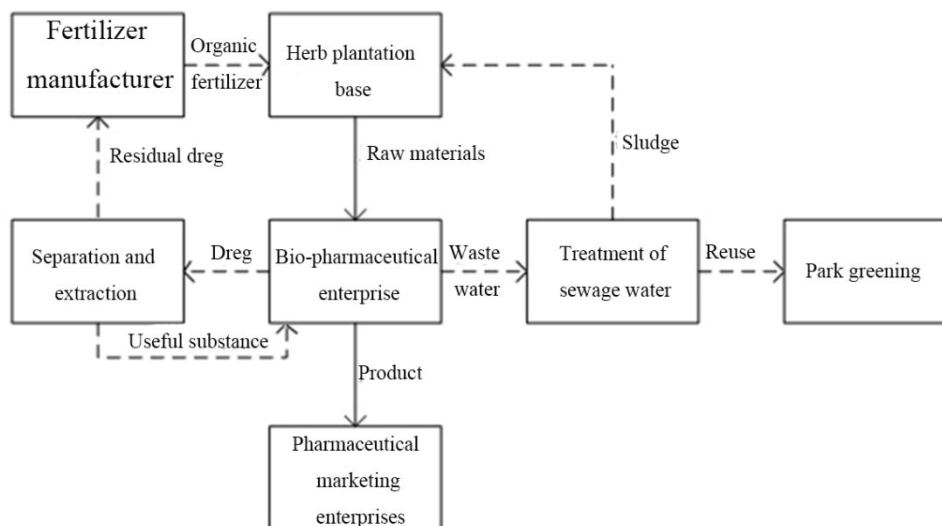 Fertilizer
manufacturer
Organic
fertilizer
Herb plantation
base
Residual dreg
Raw materials
Sludge
Separation and
extraction
Dreg
Bio-pharmaceutical
enterprise
Waste
water
Treatment of
sewage water
Reuse
Park greening
Useful substance
Product
Pharmaceutical
marketing
enterprises